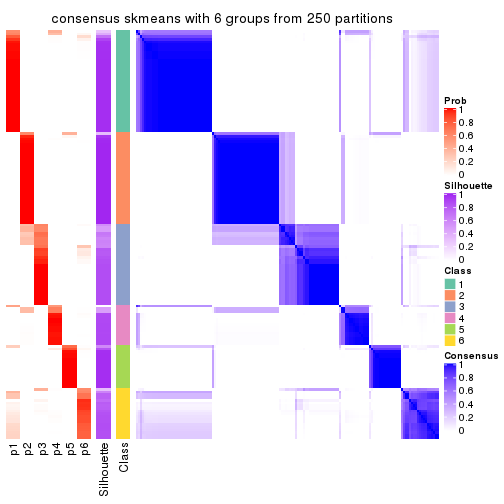 consensus skmeans with 6 groups from 250 partitions
Prob
1
0.8
0.6
0.4
0.2
0
Silhouette
1
0.8
0.6
0.4
0.2
0
Class
1
2
3
4
5
6
Consensus
1
0.8
0.6
0.4
0.2
0
p1
p2
p3
p4
p5
p6
Silhouette
Class